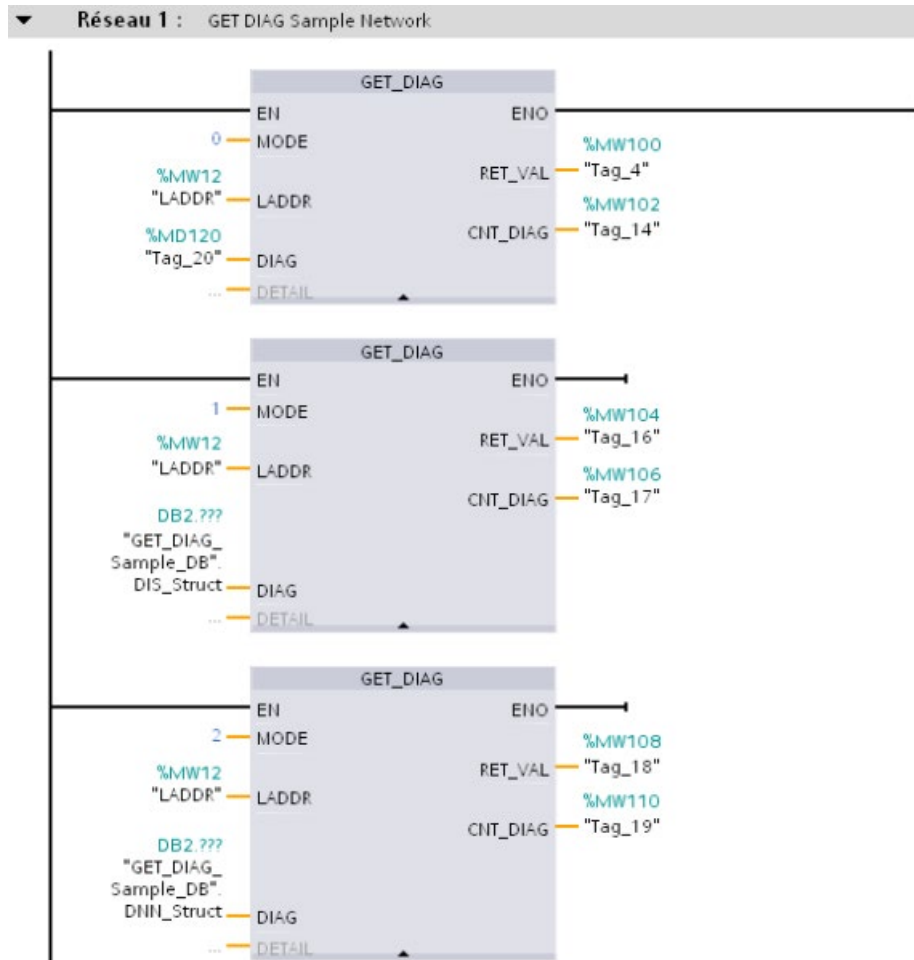 Réseau 1 : GET DIAG Sample Network
GET_DIAG
EN ENO
0 MODE
%MW100
RET_VAL "Tag_4"
%MW12
"LADDR" LADDR
%MW102
CNT_DIAG "Tag_14"
%MD120
"Tag_20" DIAG
... DETAIL
GET_DIAG
EN ENO
1 MODE
%MW104
RET_VAL "Tag_16"
%MW12
"LADDR" LADDR
%MW106
CNT_DIAG "Tag_17"
DB2.???
"GET_DIAG_
Sample_DB".
DIS_Struct DIAG
... DETAIL
GET_DIAG
EN ENO
2 MODE
%MW108
RET_VAL "Tag_18"
%MW12
"LADDR" LADDR
%MW110
CNT_DIAG "Tag_19"
DB2.???
"GET_DIAG_
Sample_DB".
DNN_Struct DIAG
... DETAIL